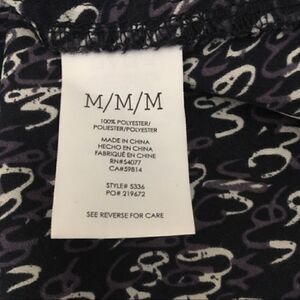 M/M/M
100% POLYESTER/
POLIESTER/POLYESTER
MADE IN CHINA
HECHO EN CHINA
FABRIQUÉ EN CHINE
RN#54077
CA#59814
STYLE# 5336
PO# 219672
SEE REVERSE FOR CARE